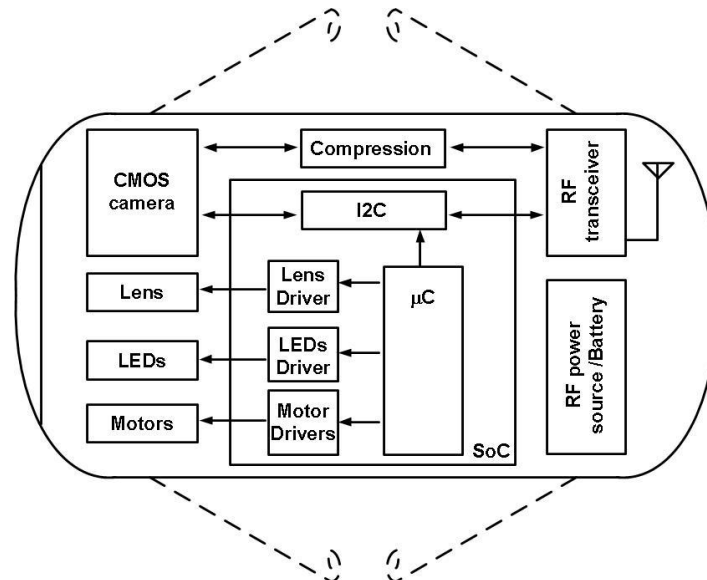 CMOS
camera
Compression
RF
transceiver
I2C
Lens
Lens
Driver
μC
LEDs
LEDs
Driver
RF power
source /Battery
Motors
Motor
Drivers
SoC